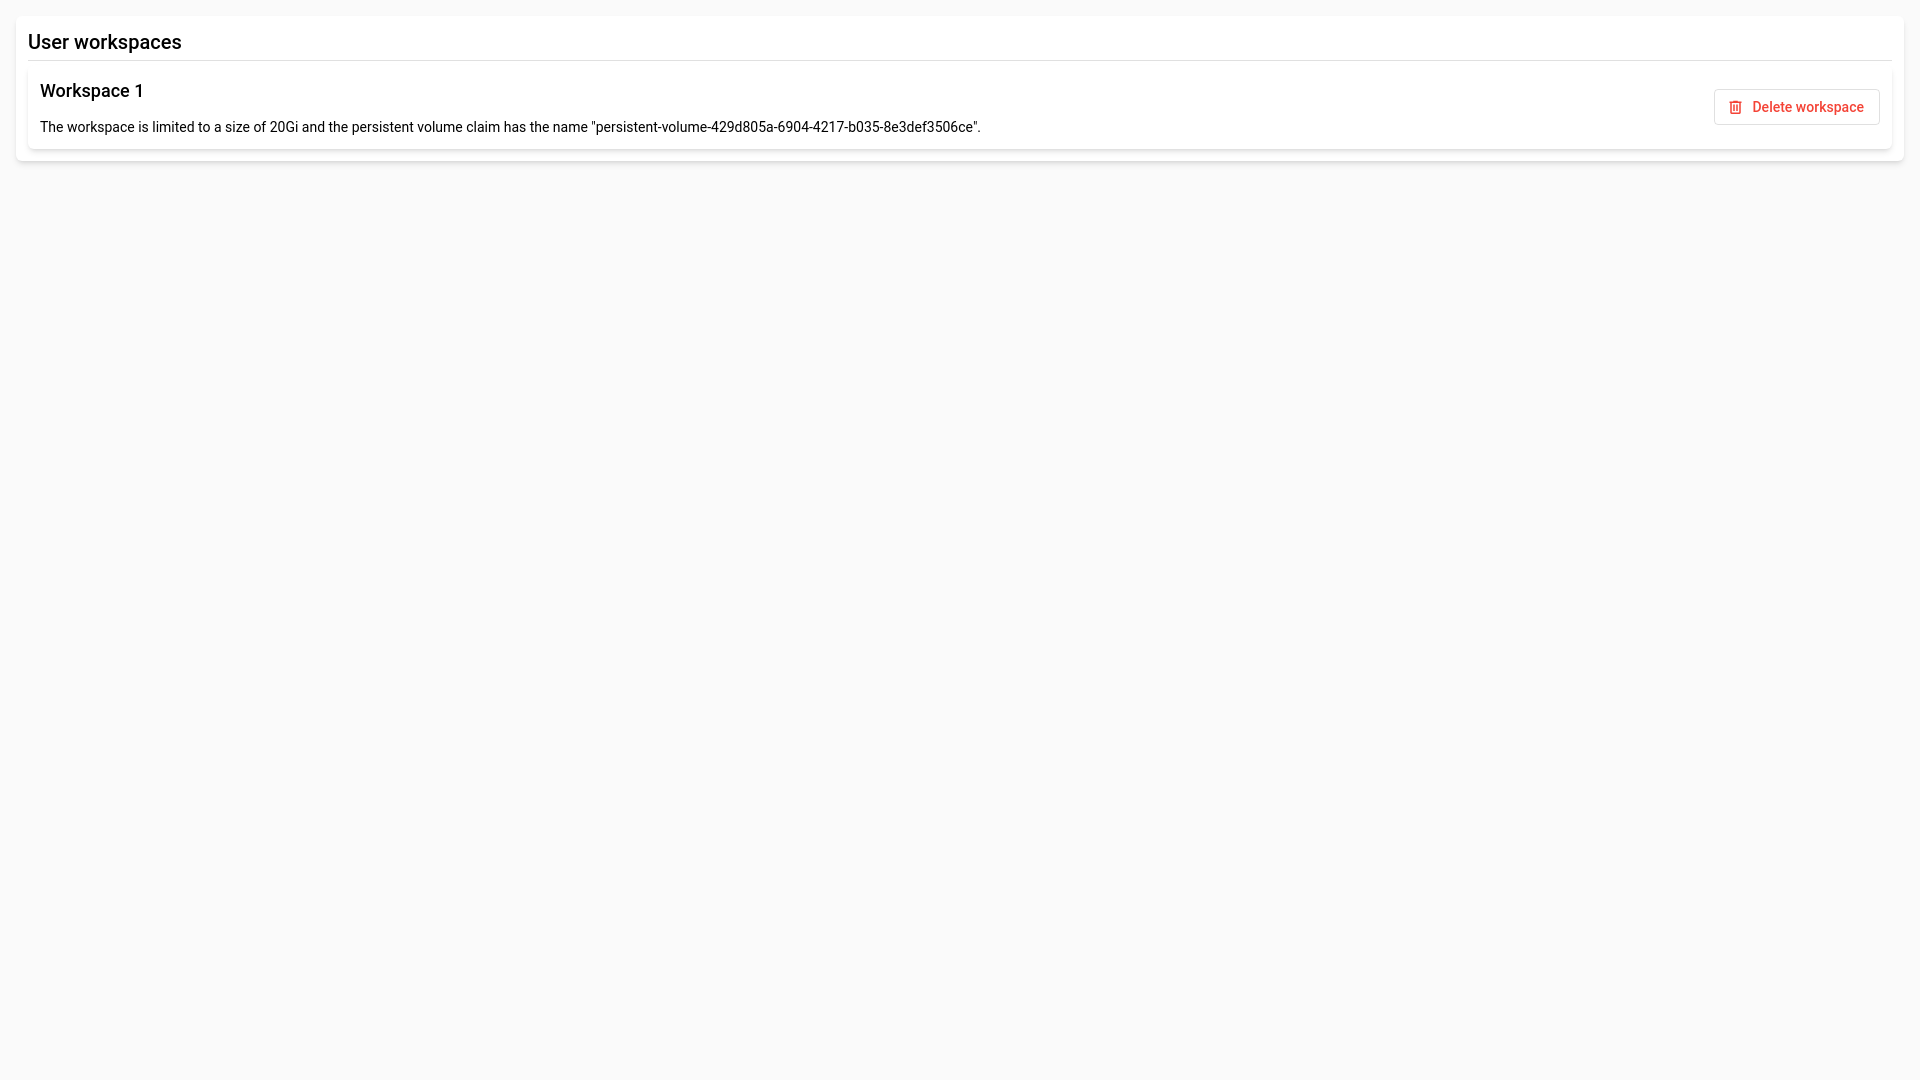 User workspaces
Workspace 1
The workspace is limited to a size of 20Gi and the persistent volume claim has the name "persistent-volume-429d805a-6904-4217-b035-8e3def3506ce".
Delete workspace